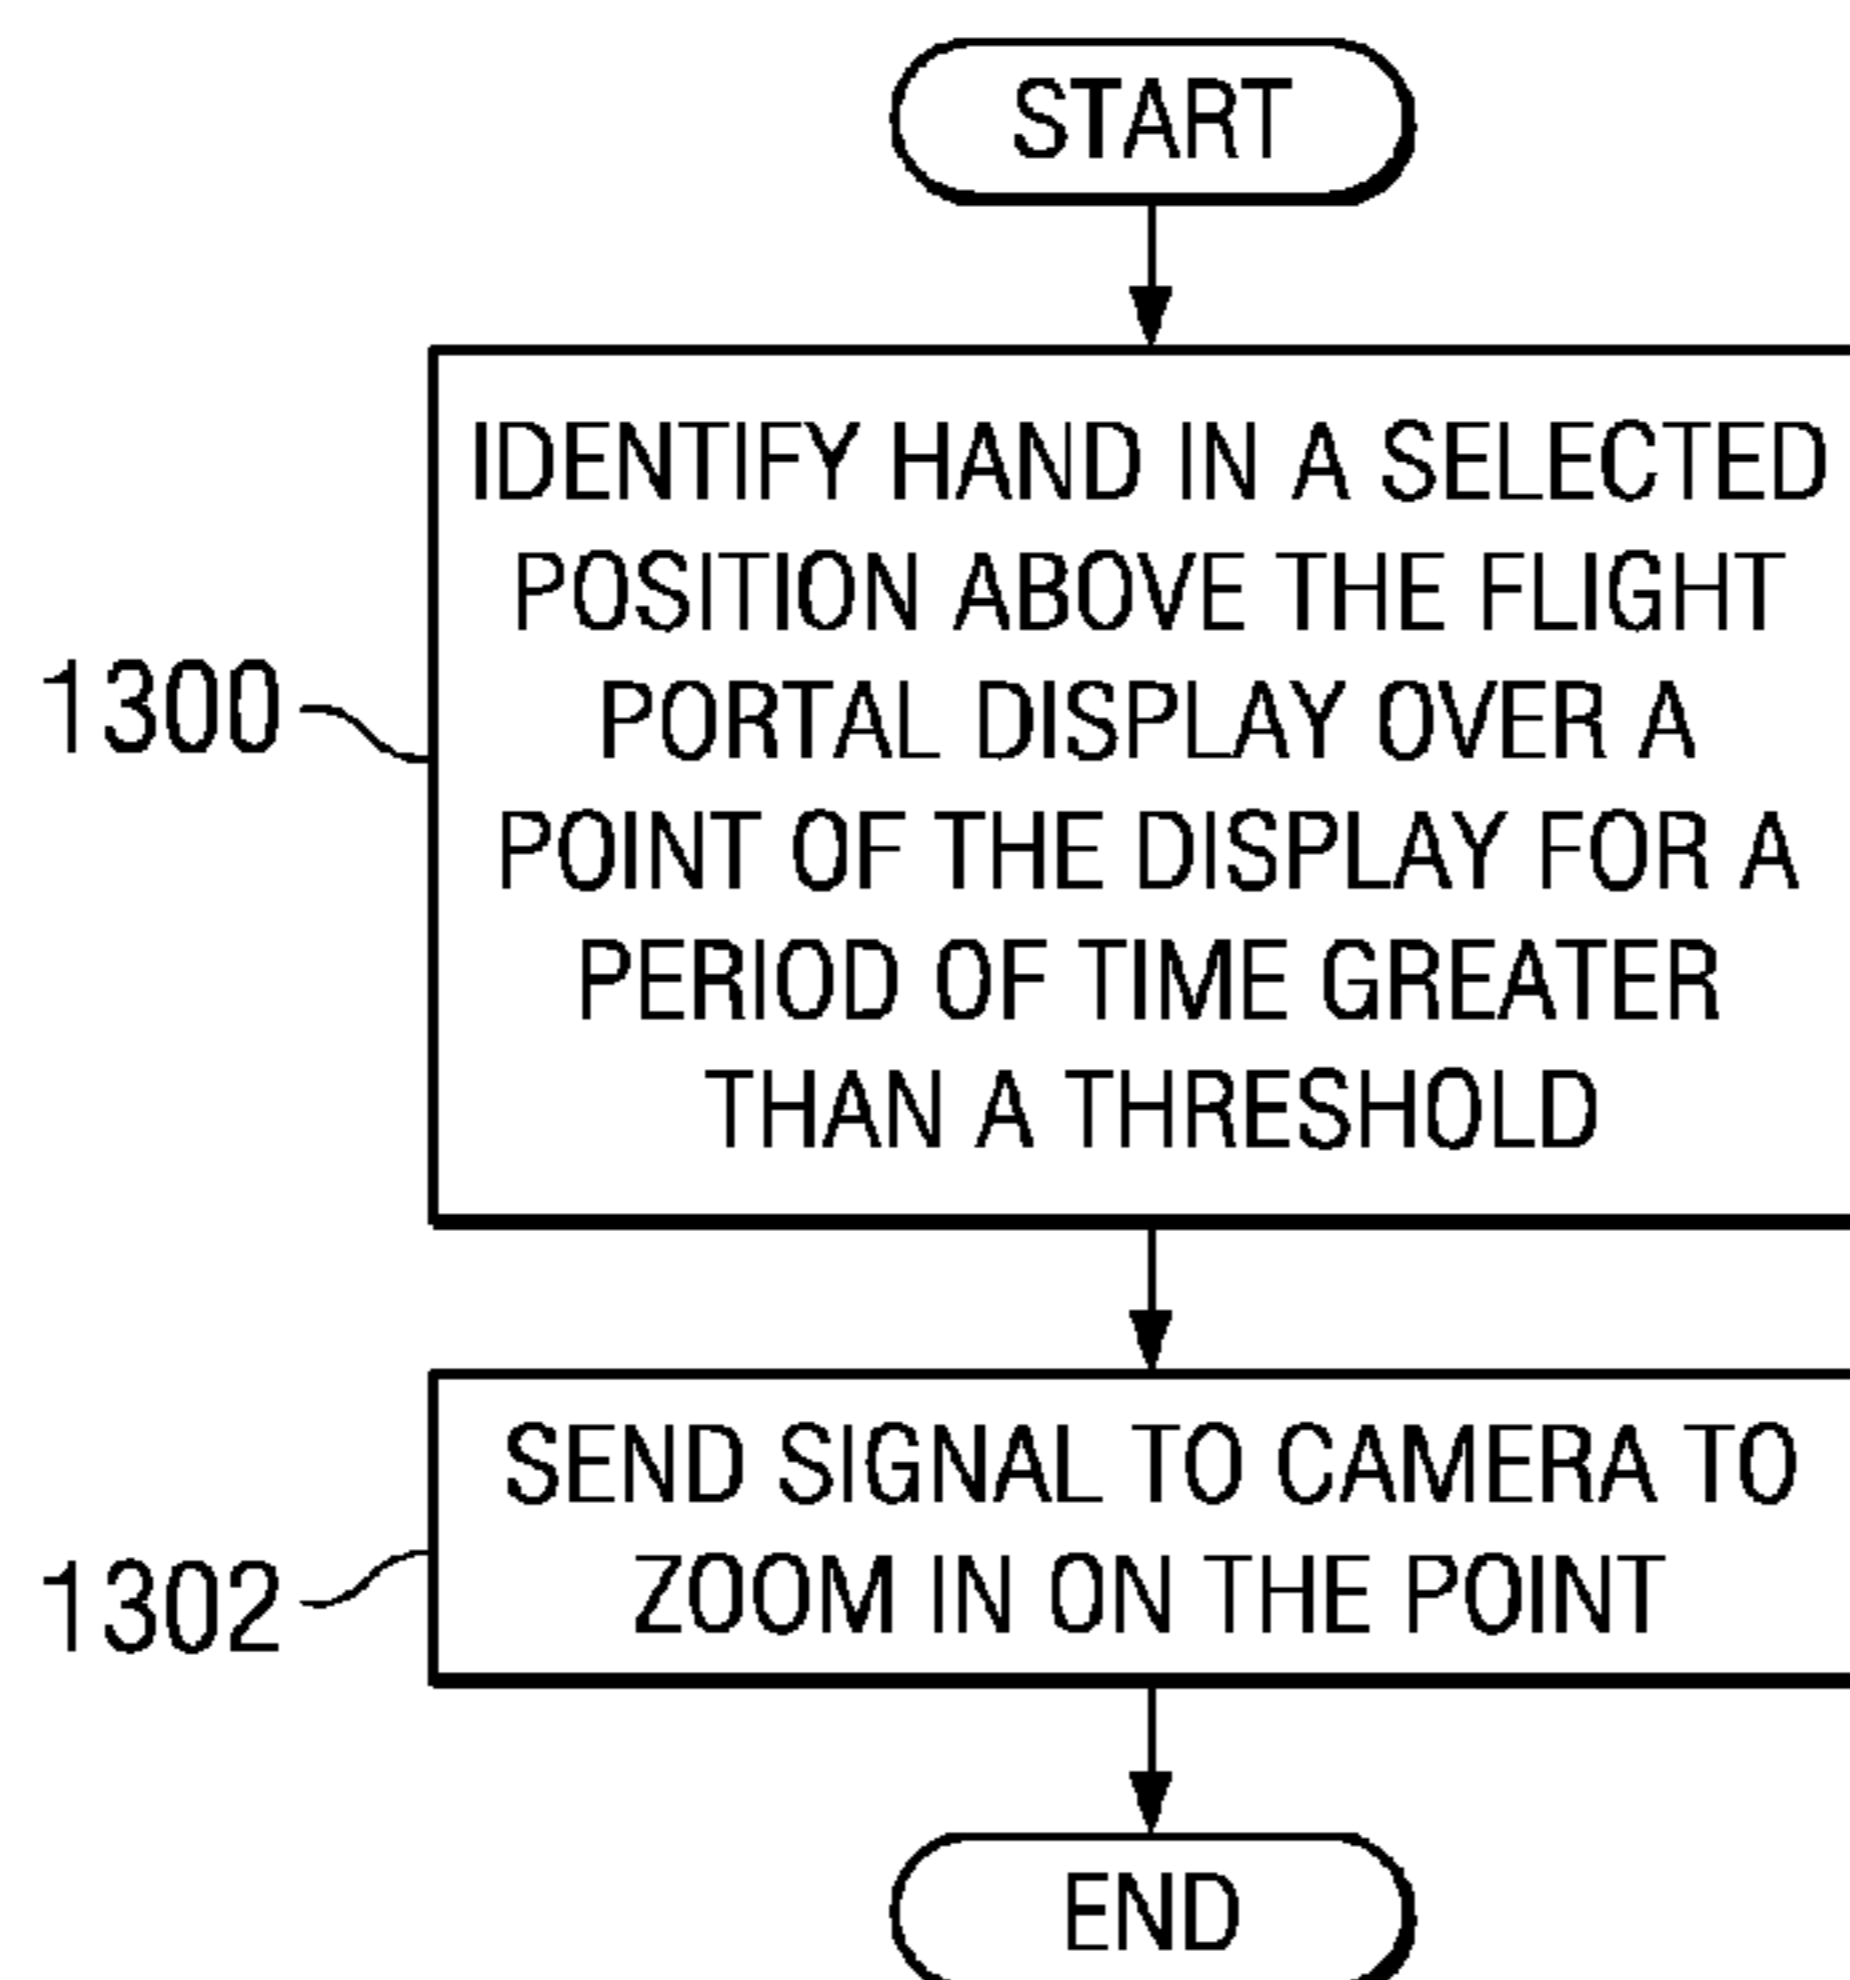 START
IDENTIFY HAND IN A SELECTED
POSITION ABOVE THE FLIGHT
PORTAL DISPLAY OVER A
POINT OF THE DISPLAY FOR A
PERIOD OF TIME GREATER
THAN A THRESHOLD
1300
SEND SIGNAL TO CAMERA TO
ZOOM IN ON THE POINT
1302
END